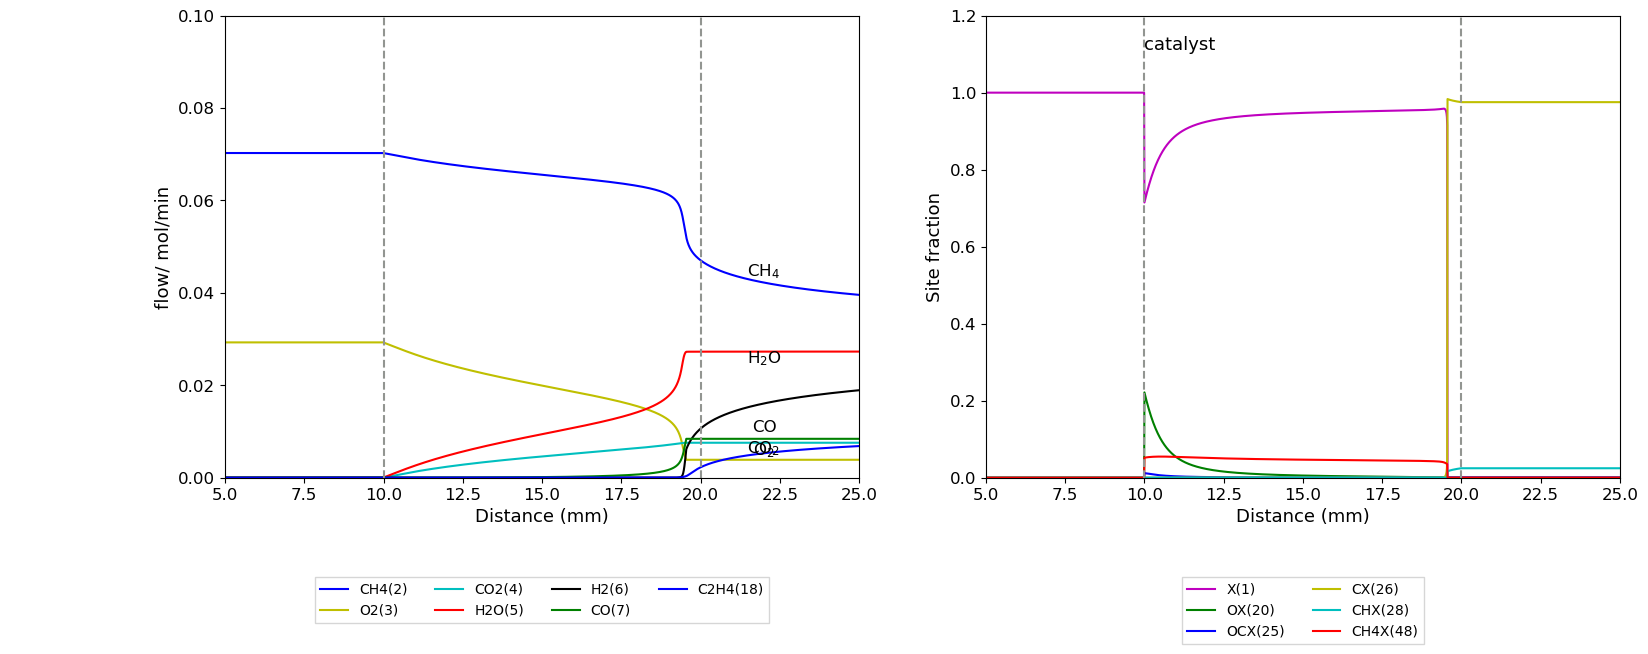 0.10
0.08
0.06
0.04
0.02
0.00
flow/ mol/min
CH₄
H₂O
CO
CO₂
O₂
5.0 7.5 10.0 12.5 15.0 17.5 20.0 22.5 25.0
Distance (mm)
CH4(2) CO2(4) H2(6) C2H4(18)
O2(3) H2O(5) CO(7)
1.2
1.0
0.8
0.6
0.4
0.2
0.0
Site fraction
catalyst
5.0 7.5 10.0 12.5 15.0 17.5 20.0 22.5 25.0
Distance (mm)
X(1) CX(26)
OX(20) CHX(28)
OCX(25) CH4X(48)